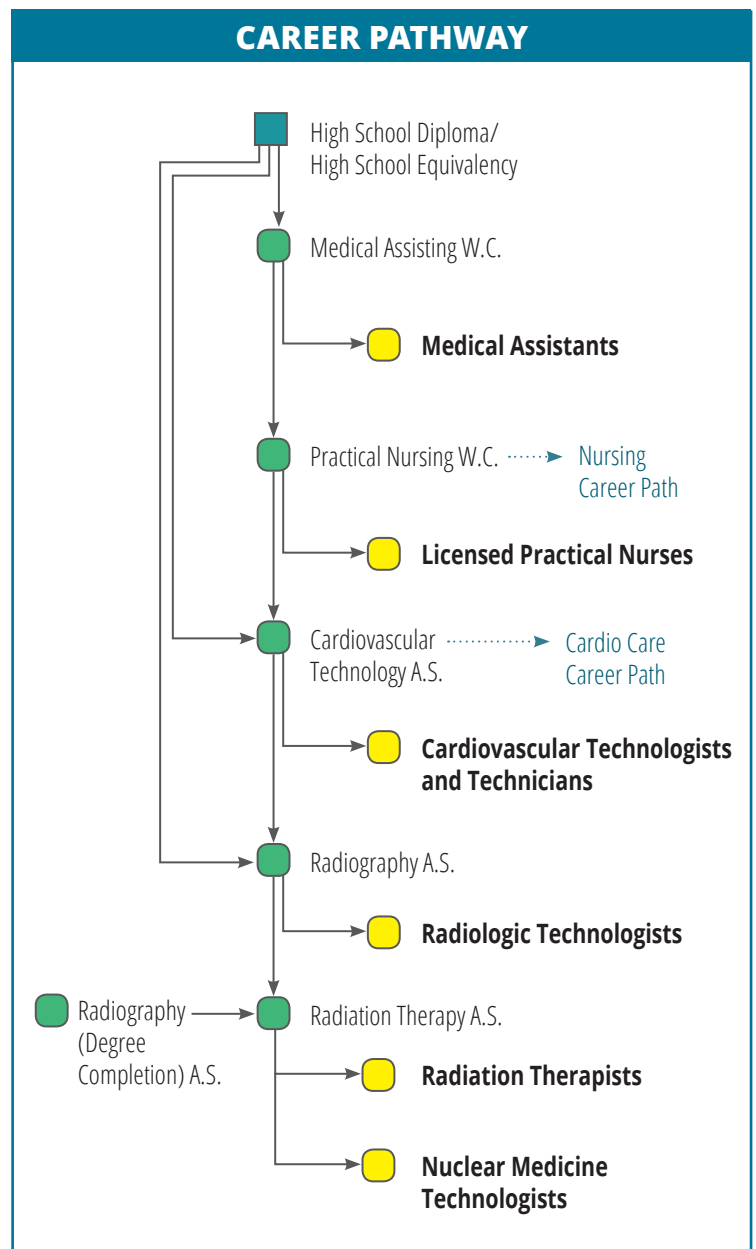 CAREER PATHWAY
High School Diploma/
High School Equivalency
Medical Assisting W.C.
Medical Assistants
Practical Nursing W.C.
Nursing
Career Path
Licensed Practical Nurses
Cardiovascular
Technology A.S.
Cardio Care
Career Path
Cardiovascular Technologists
and Technicians
Radiography A.S.
Radiologic Technologists
Radiography
(Degree
Completion) A.S.
Radiation Therapy A.S.
Radiation Therapists
Nuclear Medicine
Technologists